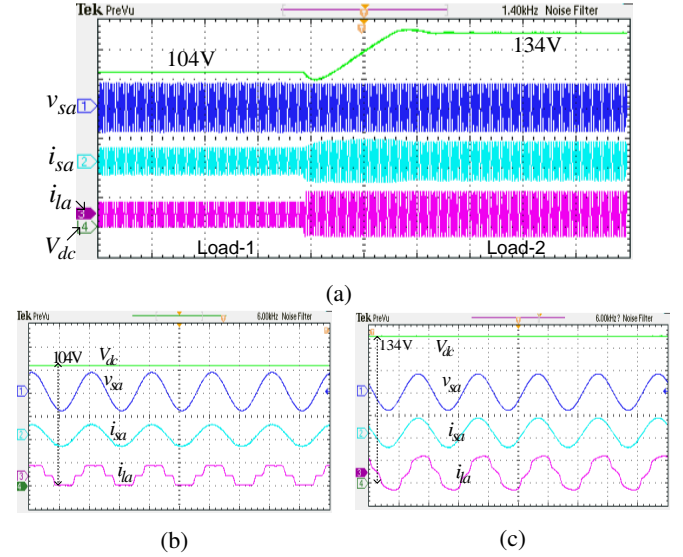 Tek PreVu 1.40kHz Noise Filter
104V 134V
vsa 1
isa 2
ila 3
Vdc 4
Load-1 Load-2
(a)
Tek PreVu 6.00kHz Noise Filter
104V Vdc
vsa
1
isa
2
ila
3
4
(b)
Tek PreVu 6.00kHz? Noise Filter
134V Vdc
vsa
1
isa
2
ila
3
4
(c)